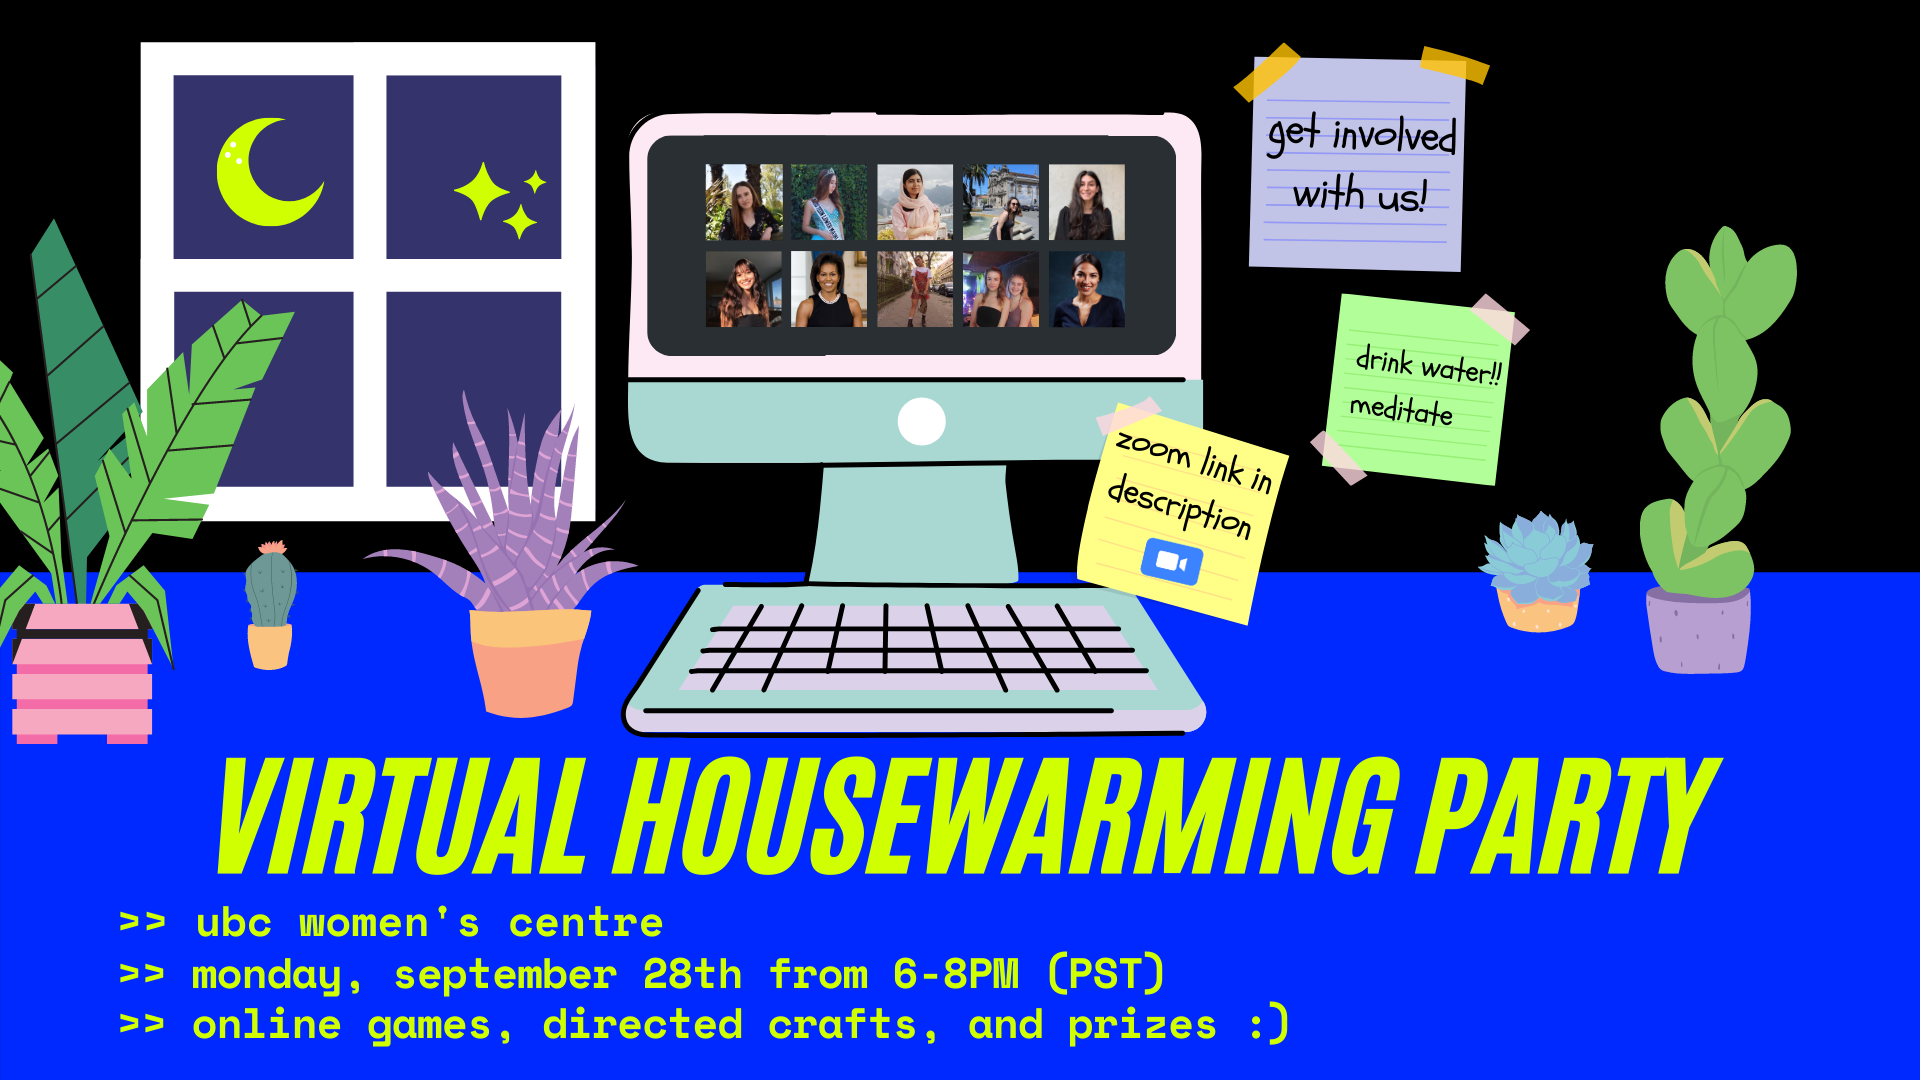 get involved
with us!
drink water!!
meditate
zoom link in
description
VIRTUAL HOUSEWARMING PARTY
>> ubc women's centre
>> monday, september 28th from 6-8PM (PST)
>> online games, directed crafts, and prizes :)